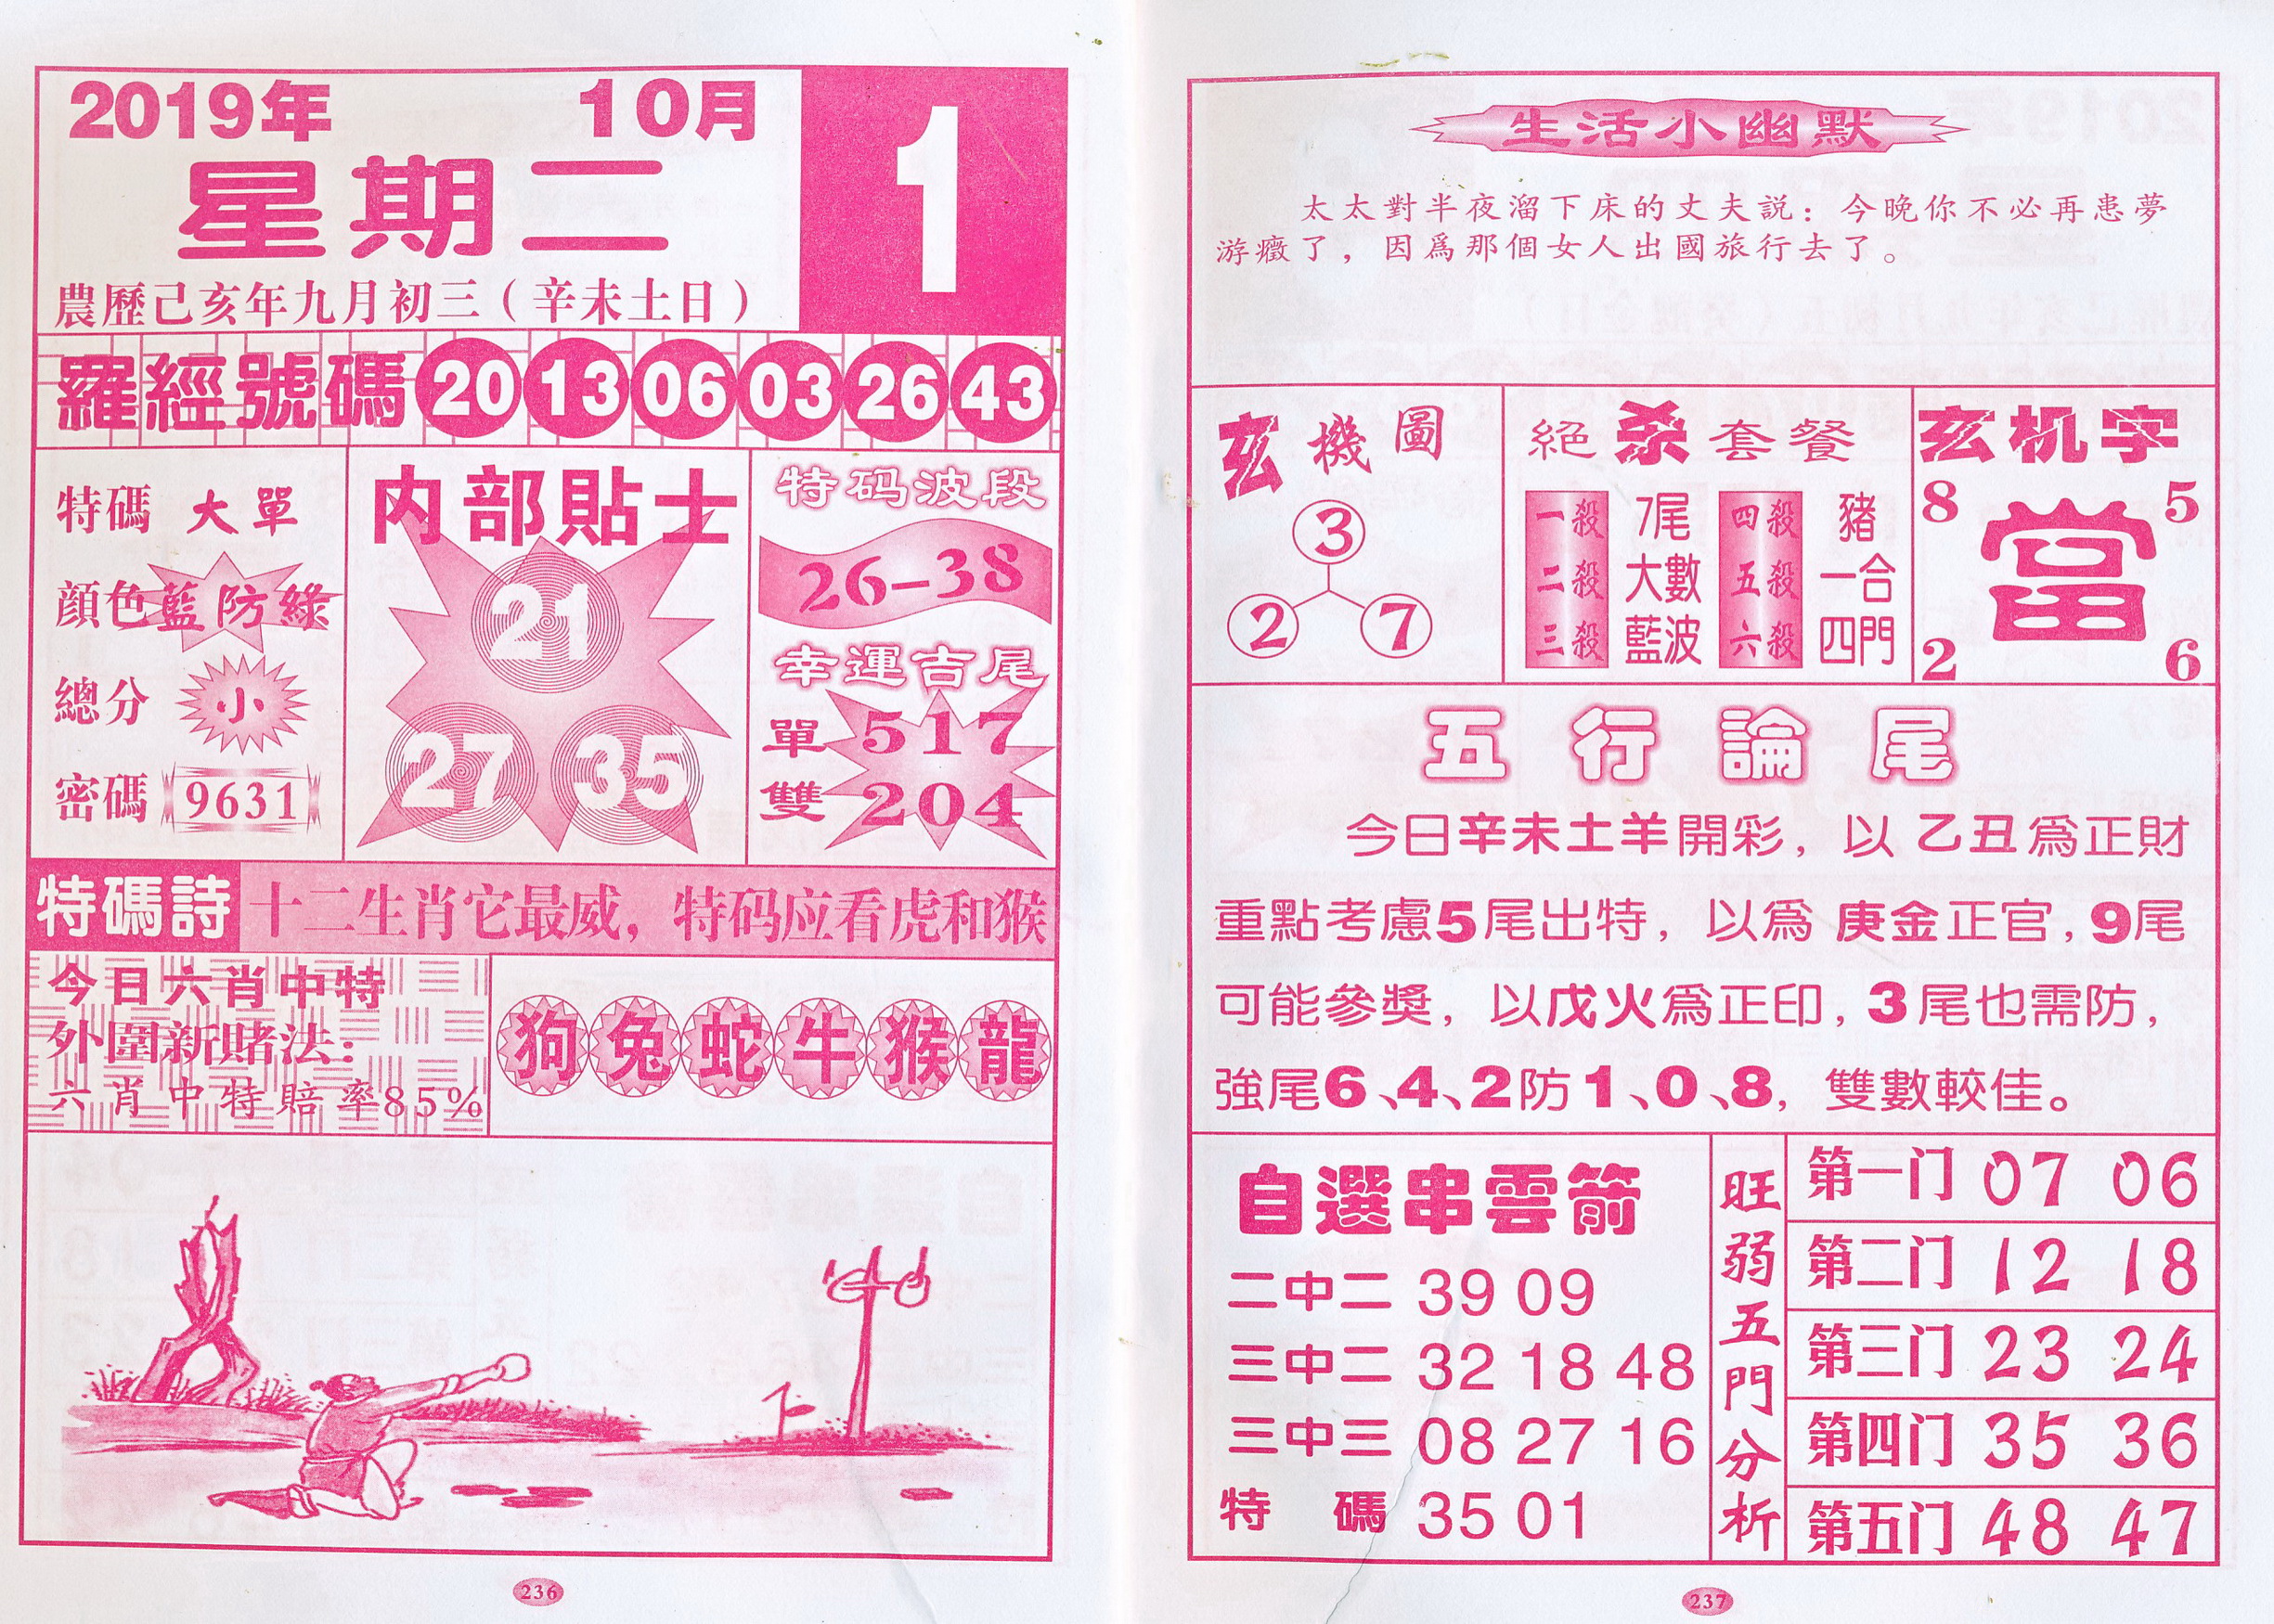 2019年 10月
1
星期二
農歷己亥年九月初三（辛未土日）
羅經號碼 20 13 06 03 26 43
特碼 大單
顔色 藍防綠
總分 小
密碼 9631
内部貼士
21
27 35
特码波段
26–38
幸運吉尾
單 517
雙 204
特碼詩 十二生肖它最威，特码应看虎和猴
今日六肖中特
外圍新賭法：
六肖中特賠率85%
狗 兔 蛇 牛 猴 龍
236
生活小幽默
太太對半夜溜下床的丈夫説：今晚你不必再患夢
游癥了，因爲那個女人出國旅行去了。
玄機圖
3
2 7
絕杀套餐
一殺 7尾 四殺 豬
二殺 大數 五殺 一合
三殺 藍波 六殺 四門
玄机字
8 5
當
2 6
五行論尾
今日辛未土羊開彩，以乙丑爲正財
重點考慮5尾出特，以爲庚金正官，9尾
可能參獎，以戊火爲正印，3尾也需防，
強尾6、4、2防1、0、8，雙數較佳。
自選串雲箭
二中二 39 09
三中二 32 18 48
三中三 08 27 16
特碼 35 01
旺弱五門分析
第一门 07 06
第二门 12 18
第三门 23 24
第四门 35 36
第五门 48 47
237